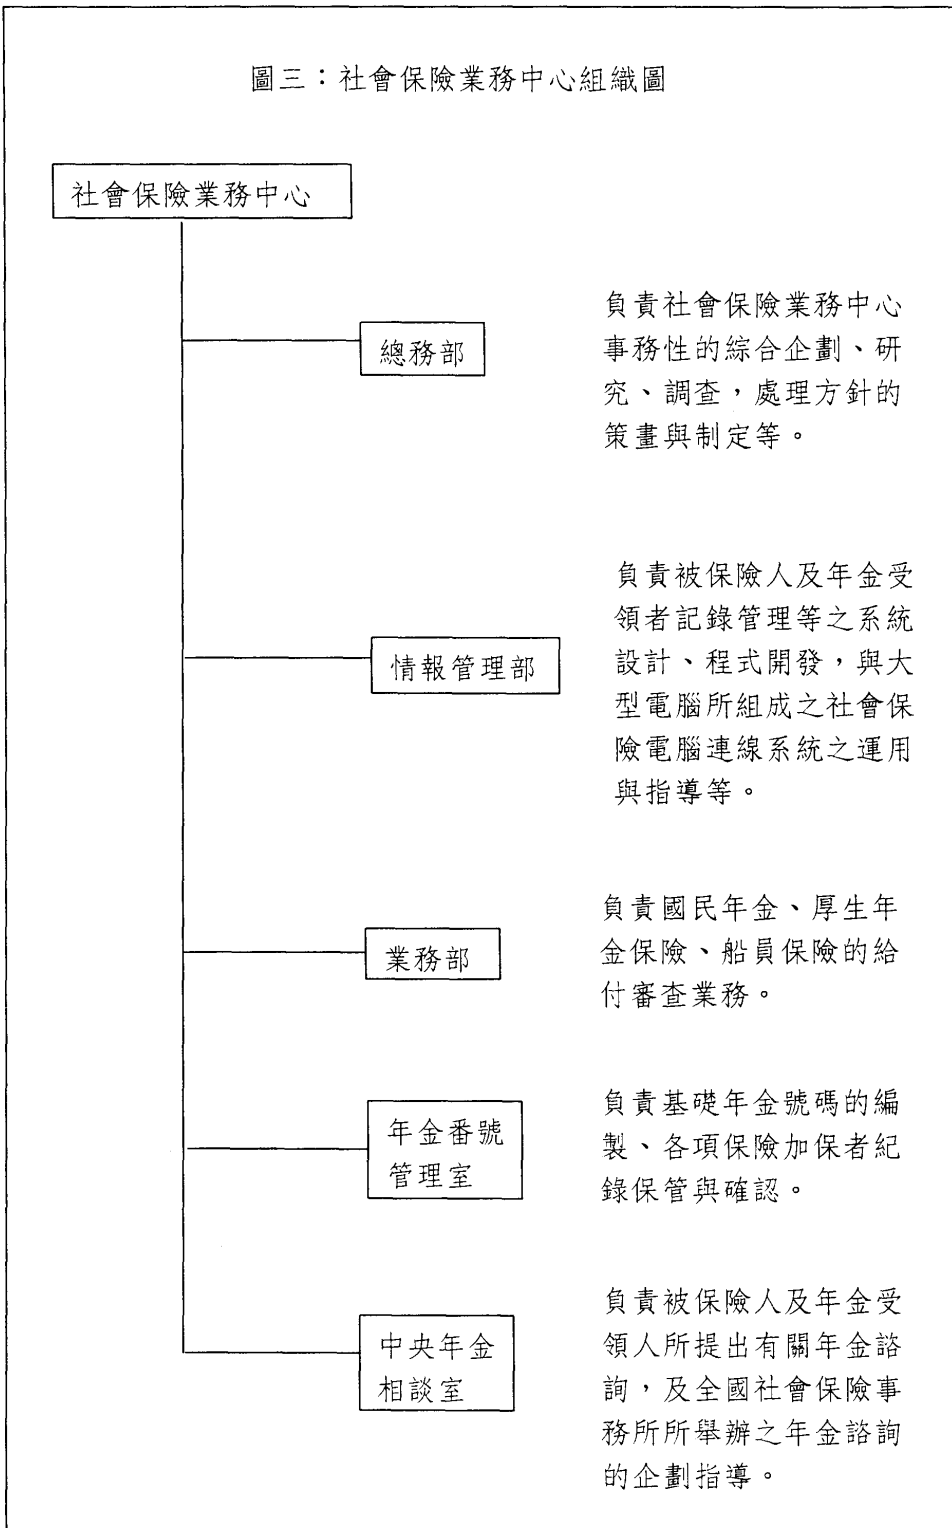 圖三：社會保險業務中心組織圖
社會保險業務中心
總務部
負責社會保險業務中心
事務性的綜合企劃、研
究、調查，處理方針的
策畫與制定等。
情報管理部
負責被保險人及年金受
領者記錄管理等之系統
設計、程式開發，與大
型電腦所組成之社會保
險電腦連線系統之運用
與指導等。
業務部
負責國民年金、厚生年
金保險、船員保險的給
付審查業務。
年金番號
管理室
負責基礎年金號碼的編
製、各項保險加保者紀
錄保管與確認。
中央年金
相談室
負責被保險人及年金受
領人所提出有關年金諮
詢，及全國社會保險事
務所所舉辦之年金諮詢
的企劃指導。